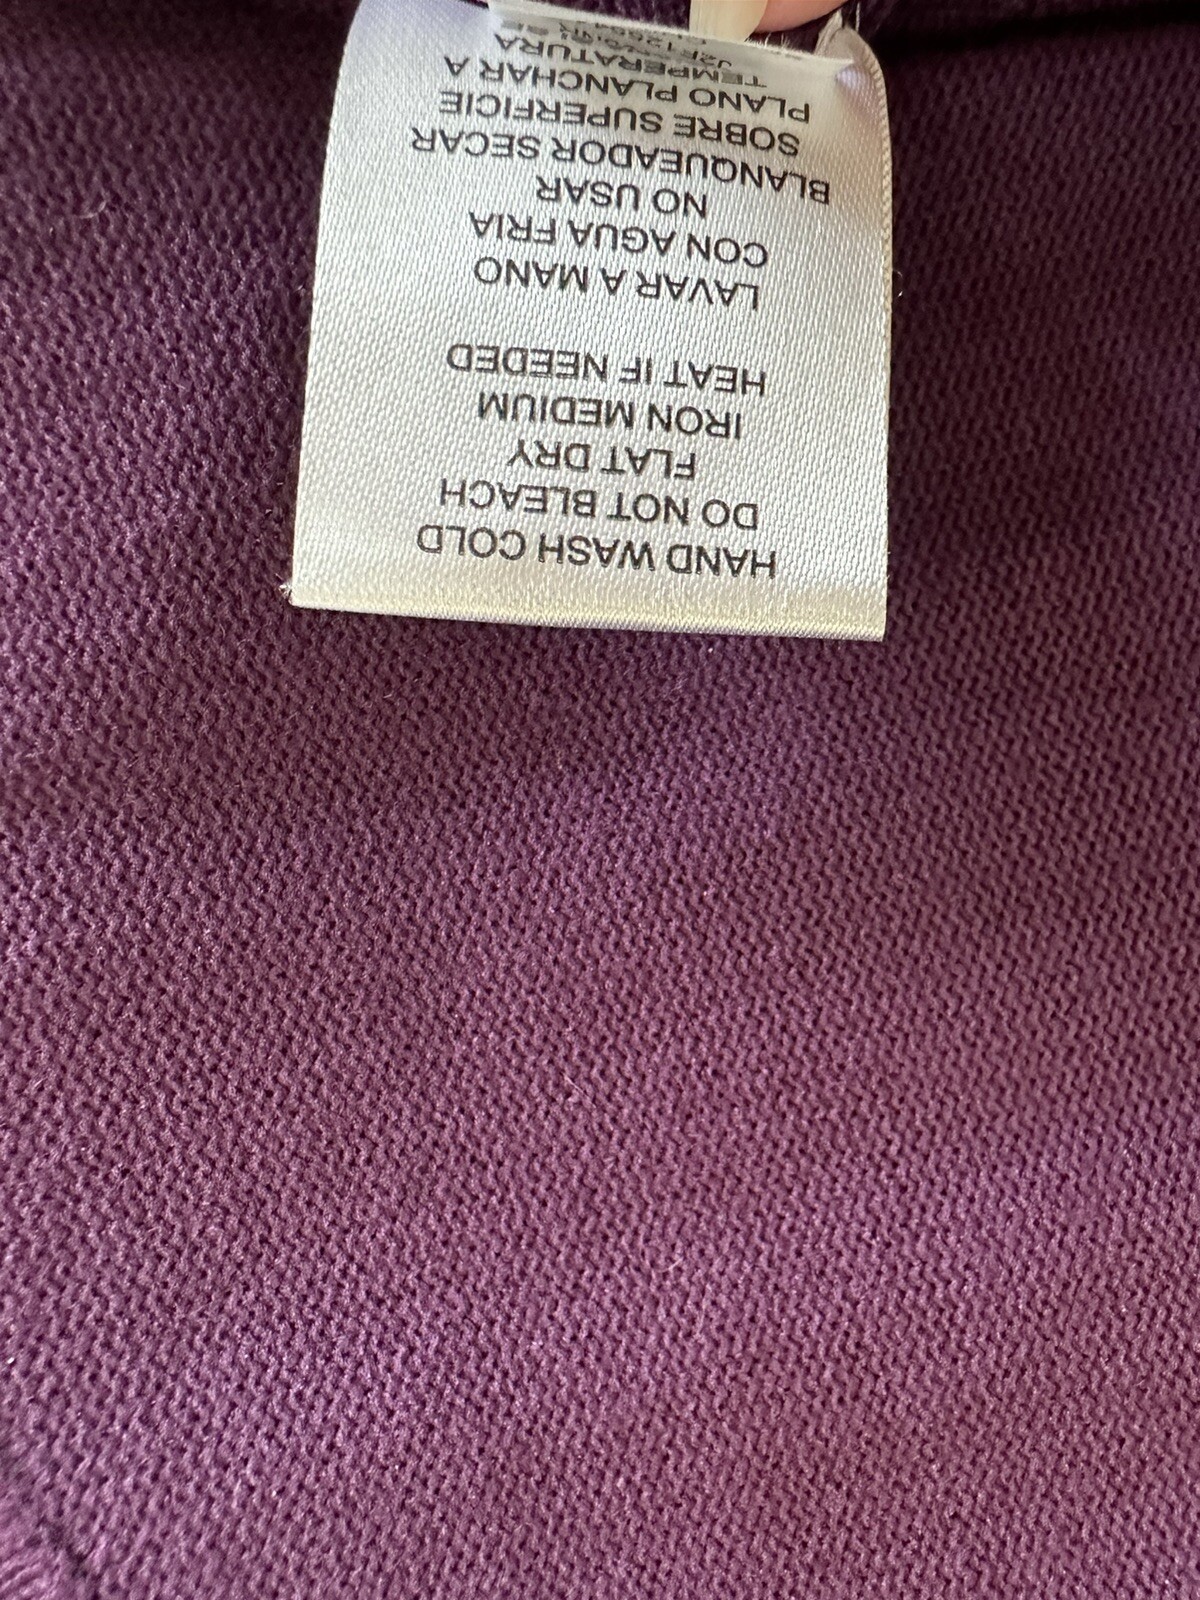 HAND WASH COLD
DO NOT BLEACH
FLAT DRY
IRON MEDIUM
HEAT IF NEEDED
LAVAR A MANO
CON AGUA FRIA
NO USAR
BLANQUEADOR SECAR
SOBRE SUPERFICIE
PLANO PLANCHAR A
TEMPERATURA